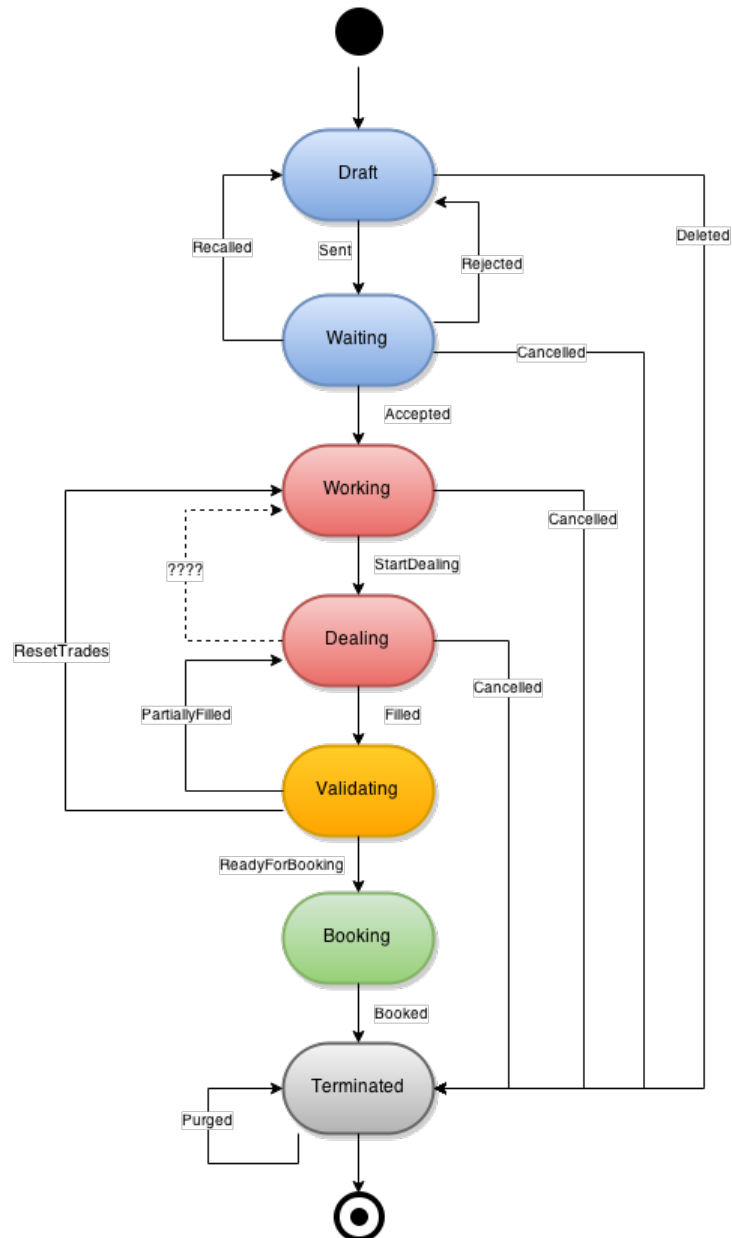 Draft
Deleted
Recalled
Sent
Rejected
Waiting
Cancelled
Accepted
Working
Cancelled
StartDealing
????
Dealing
ResetTrades
Cancelled
PartiallyFilled
Filled
Validating
ReadyForBooking
Booking
Booked
Terminated
Purged